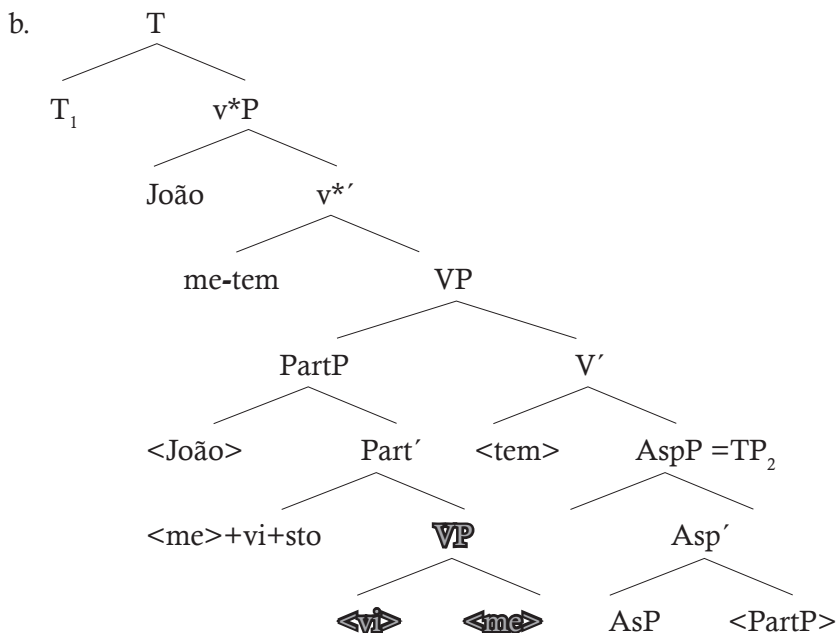 b. T
T₁ v*P
João v*´
me-tem VP
PartP V´
<João> Part´ <tem> AspP =TP₂
<me>+vi+sto VP Asp´
<vi> <me> AsP <PartP>